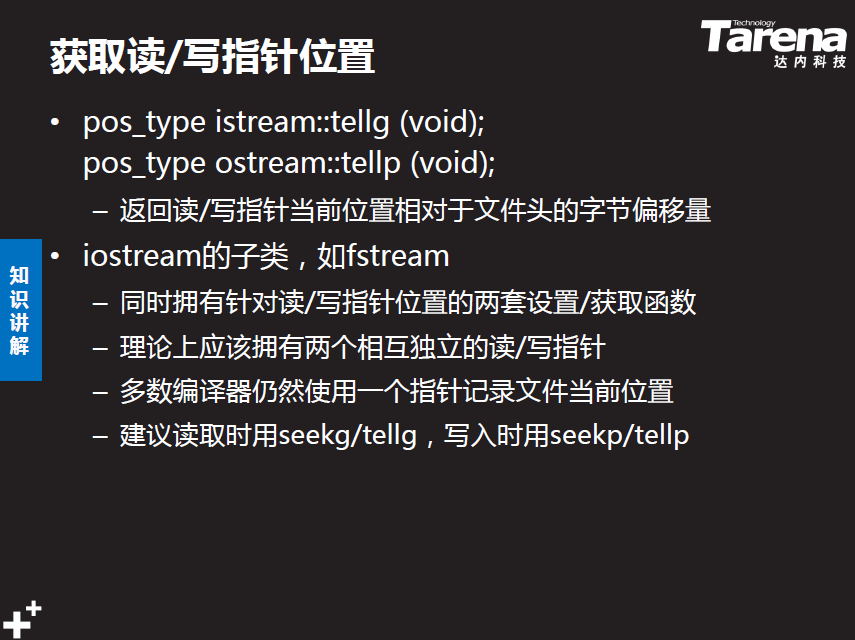 获取读/写指针位置
Technology
Tarena
达内科技
• pos_type istream::tellg (void);
pos_type ostream::tellp (void);
– 返回读/写指针当前位置相对于文件头的字节偏移量
• iostream的子类，如fstream
– 同时拥有针对读/写指针位置的两套设置/获取函数
– 理论上应该拥有两个相互独立的读/写指针
– 多数编译器仍然使用一个指针记录文件当前位置
– 建议读取时用seekg/tellg，写入时用seekp/tellp
知识讲解